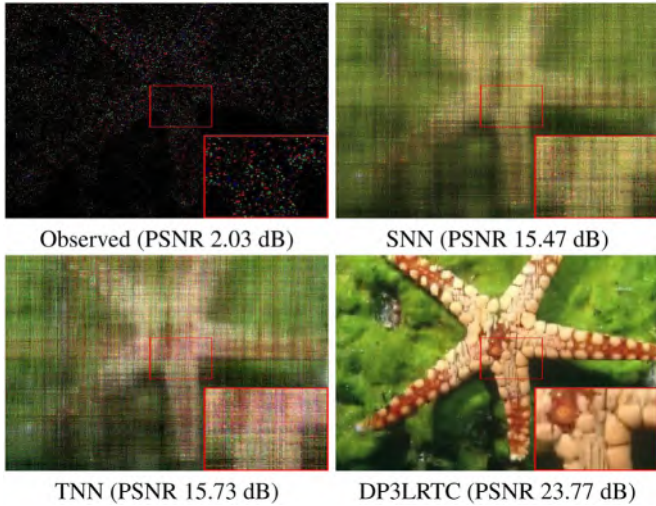 Observed (PSNR 2.03 dB)
SNN (PSNR 15.47 dB)
TNN (PSNR 15.73 dB)
DP3LRTC (PSNR 23.77 dB)